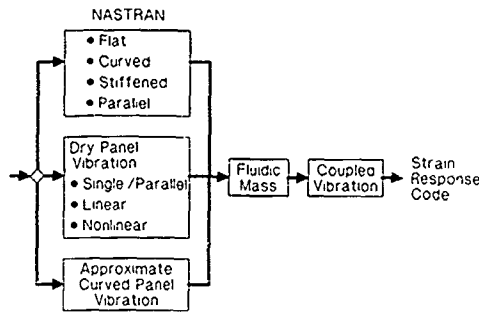 NASTRAN
• Flat
• Curved
• Stiffened
• Parallel
Dry Panel
Vibration
• Single/Parallel
• Linear
• Nonlinear
Approximate
Curved Panel
Vibration
Fluidic
Mass
Coupled
Vibration
Strain
Response
Code